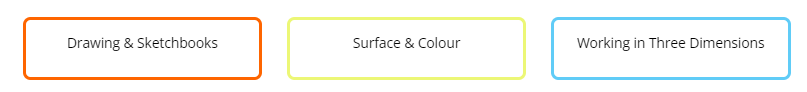 Drawing & Sketchbooks
Surface & Colour
Working in Three Dimensions